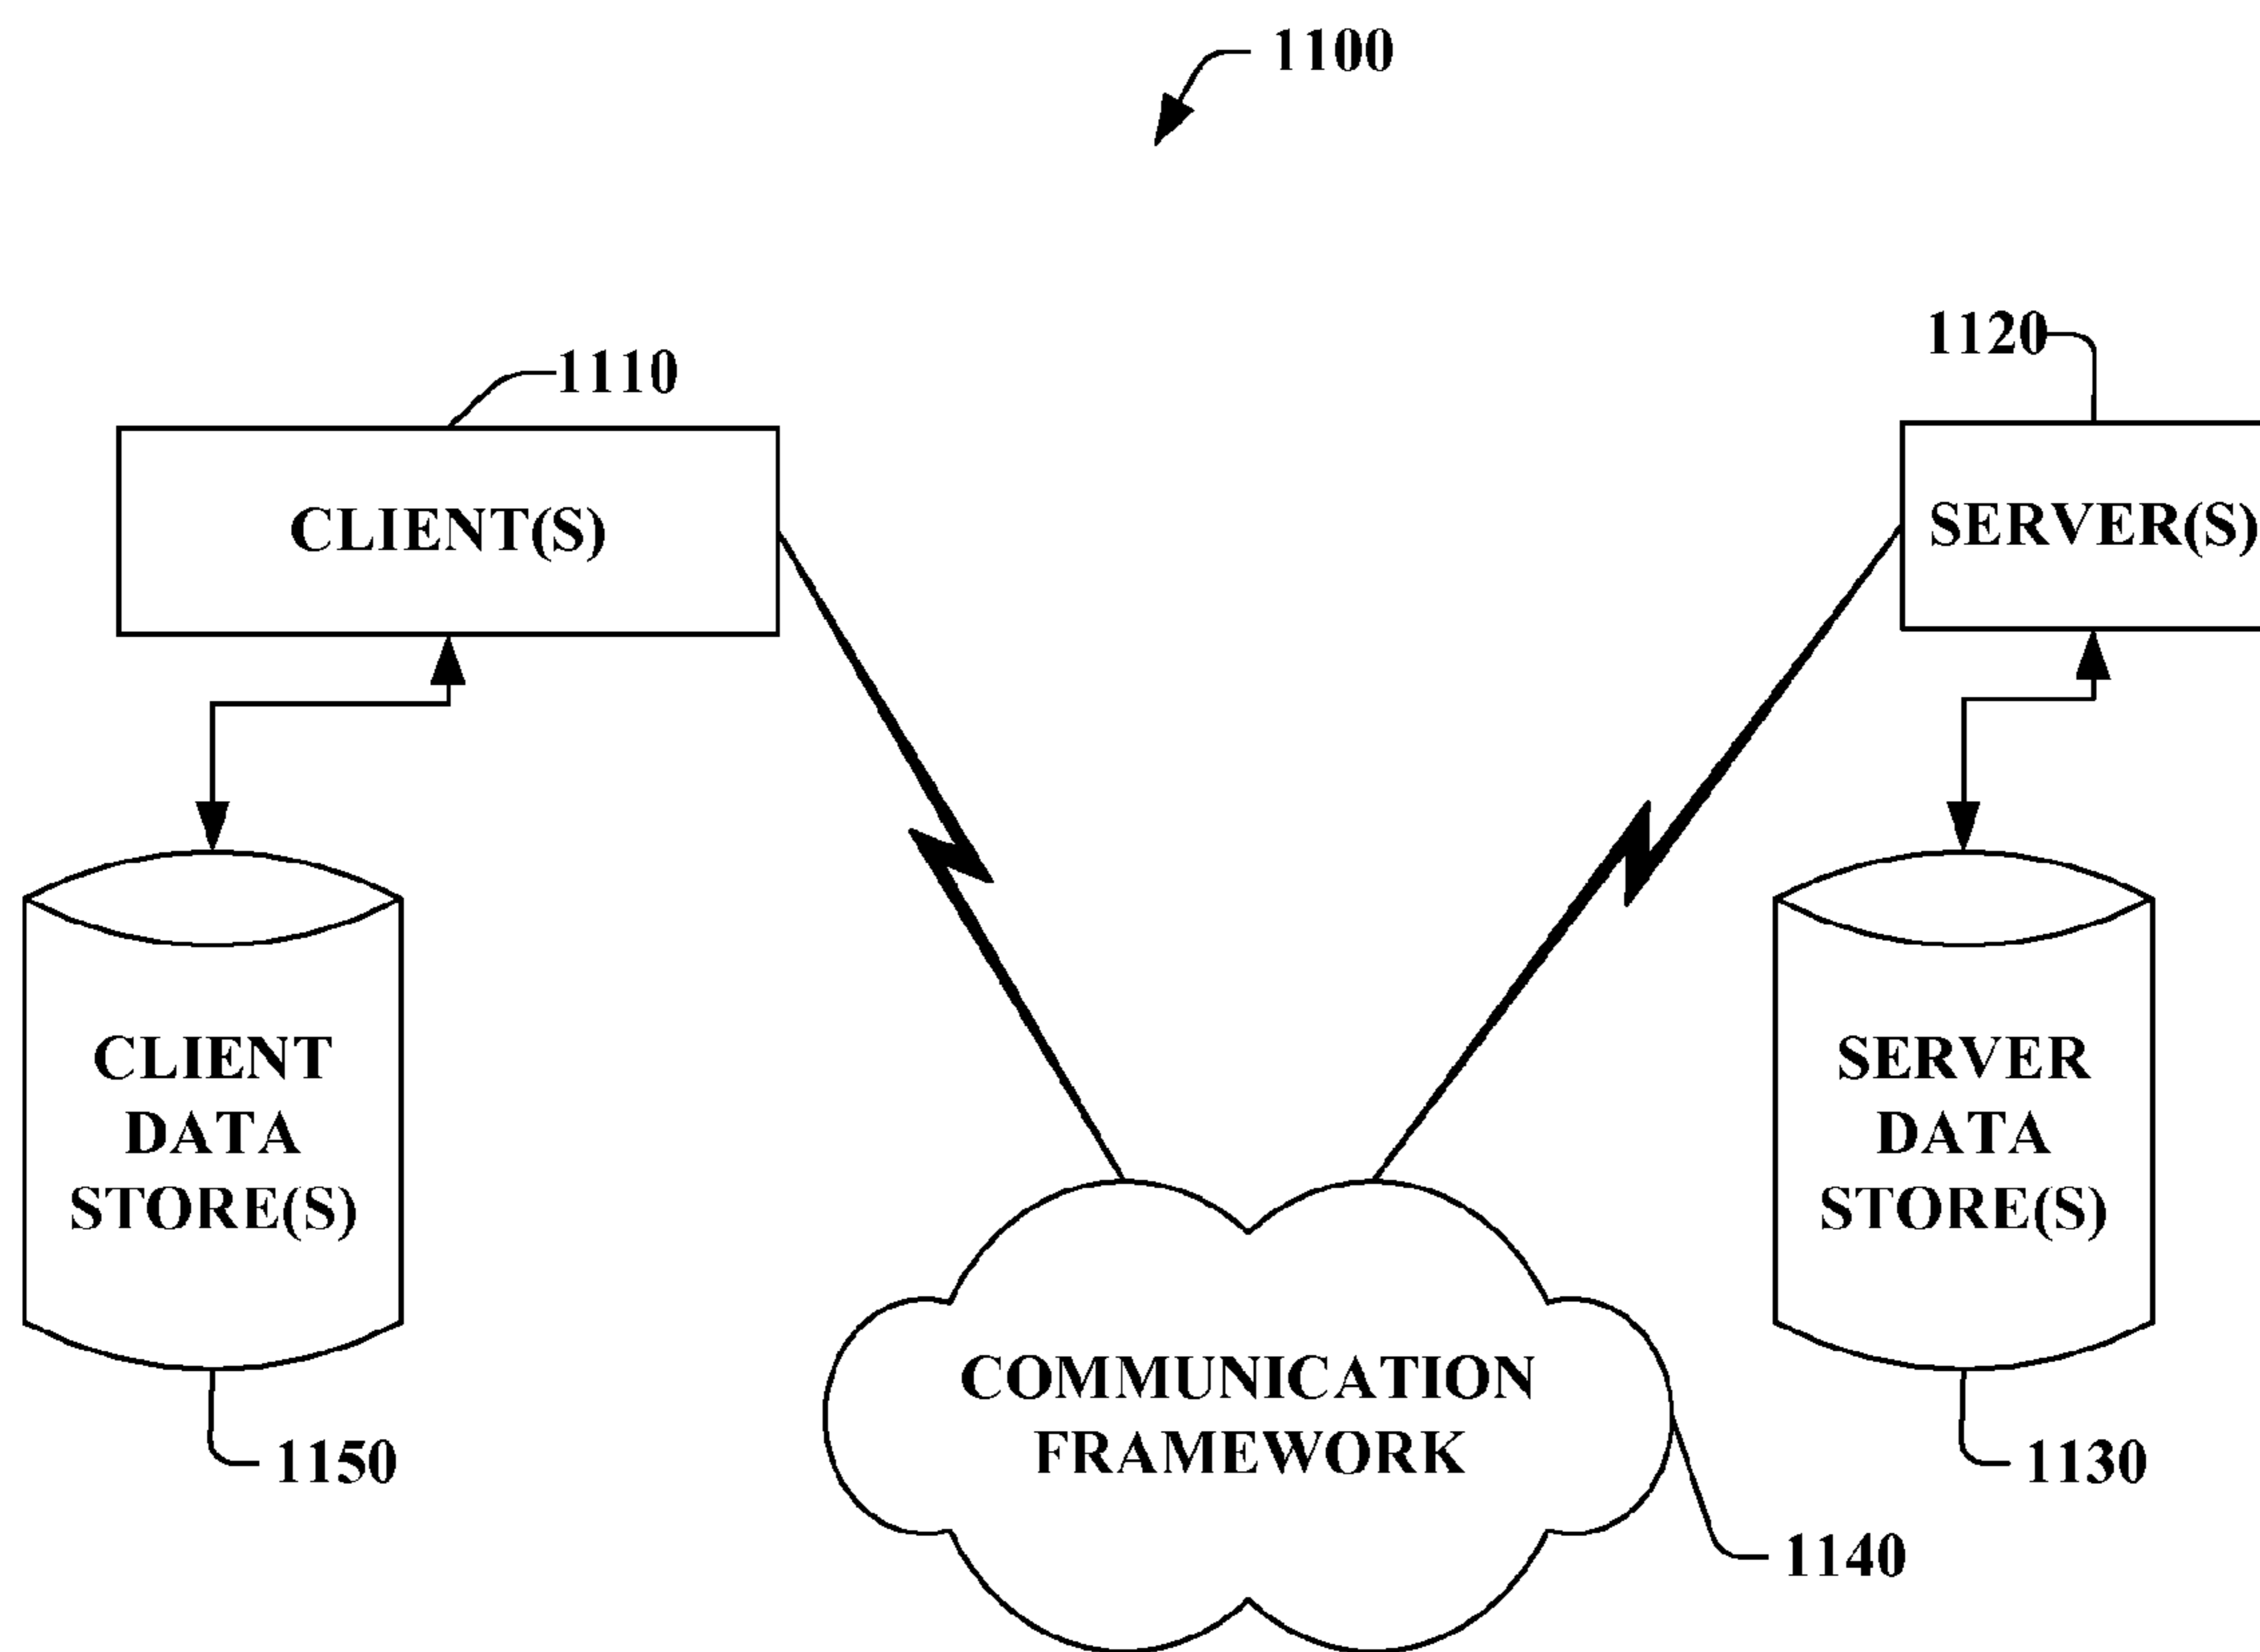 1100
1120
1110
CLIENT(S)
SERVER(S)
CLIENT
DATA
STORE(S)
SERVER
DATA
STORE(S)
COMMUNICATION
FRAMEWORK
1150
1130
1140